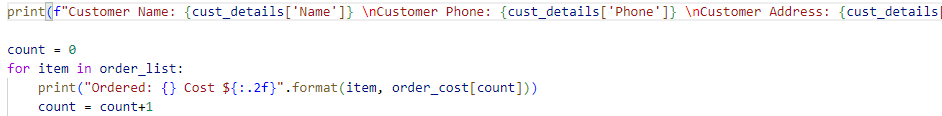 print(f"Customer Name: {cust_details['Name']} \nCustomer Phone: {cust_details['Phone']} \nCustomer Address: {cust_details[
count = 0
for item in order_list:
    print("Ordered: {} Cost ${:.2f}".format(item, order_cost[count]))
    count = count+1